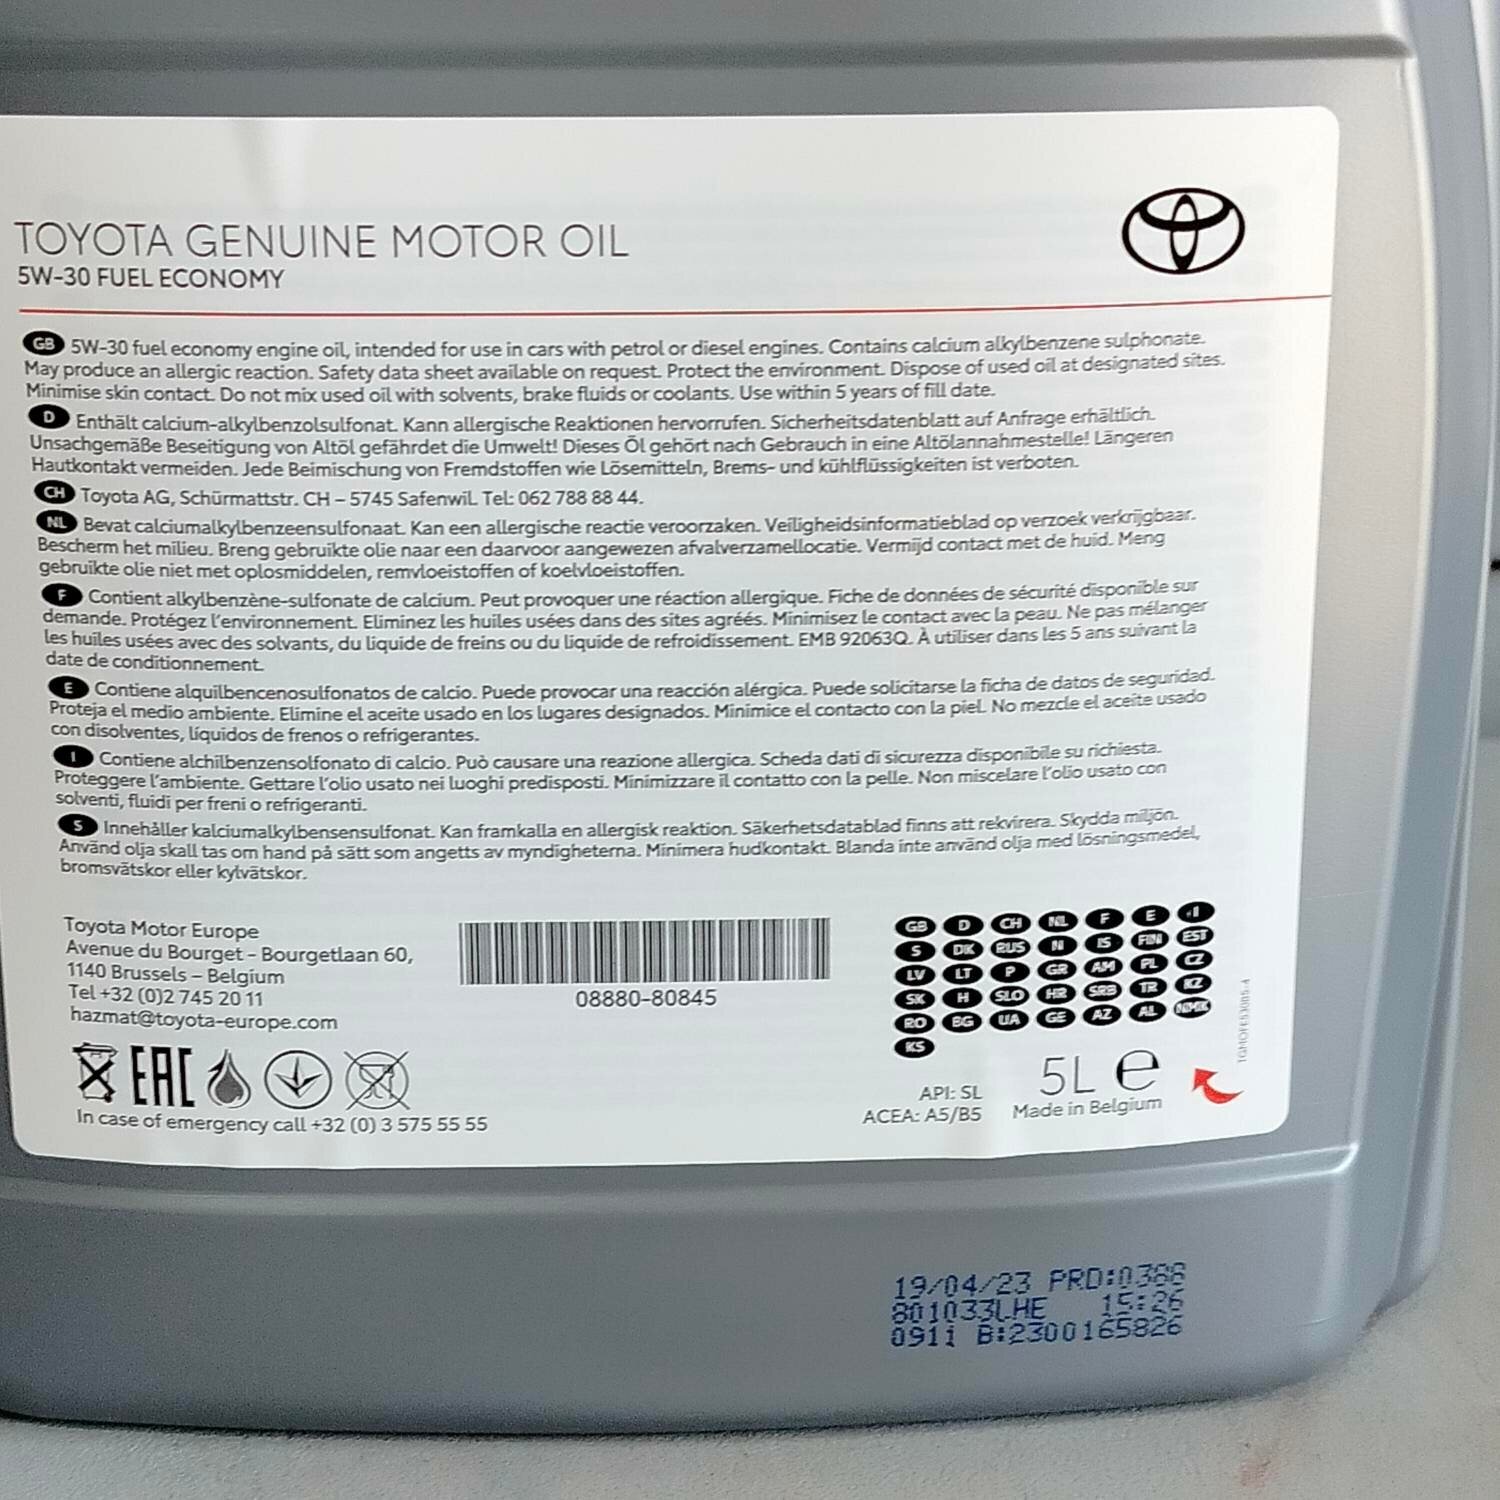 TOYOTA GENUINE MOTOR OIL
5W-30 FUEL ECONOMY
GB 5W-30 fuel economy engine oil, intended for use in cars with petrol or diesel engines. Contains calcium alkylbenzene sulphonate.
May produce an allergic reaction. Safety data sheet available on request. Protect the environment. Dispose of used oil at designated sites.
Minimise skin contact. Do not mix used oil with solvents, brake fluids or coolants. Use within 5 years of fill date.
D Enthält calcium-alkylbenzolsulfonat. Kann allergische Reaktionen hervorrufen. Sicherheitsdatenblatt auf Anfrage erhältlich.
Unsachgemäße Beseitigung von Altöl gefährdet die Umwelt! Dieses Öl gehört nach Gebrauch in eine Altölannahmestelle! Längeren
Hautkontakt vermeiden. Jede Beimischung von Fremdstoffen wie Lösemitteln, Brems- und kühlflüssigkeiten ist verboten.
CH Toyota AG, Schürmattstr. CH – 5745 Safenwil. Tel: 062 788 88 44.
NL Bevat calciumalkylbenzeensulfonaat. Kan een allergische reactie veroorzaken. Veiligheidsinformatieblad op verzoek verkrijgbaar.
Bescherm het milieu. Breng gebruikte olie naar een daarvoor aangewezen afvalverzamellocatie. Vermijd contact met de huid. Meng
gebruikte olie niet met oplosmiddelen, remvloeistoffen of koelvloeistoffen.
F Contient alkylbenzène-sulfonate de calcium. Peut provoquer une réaction allergique. Fiche de données de sécurité disponible sur
demande. Protégez l'environnement. Eliminez les huiles usées dans des sites agréés. Minimisez le contact avec la peau. Ne pas mélanger
les huiles usées avec des solvants, du liquide de freins ou du liquide de refroidissement. EMB 92063Q. À utiliser dans les 5 ans suivant la
date de conditionnement.
E Contiene alquilbencenosulfonatos de calcio. Puede provocar una reacción alérgica. Puede solicitarse la ficha de datos de seguridad.
Proteja el medio ambiente. Elimine el aceite usado en los lugares designados. Minimice el contacto con la piel. No mezcle el aceite usado
con disolventes, líquidos de frenos o refrigerantes.
I Contiene alchilbenzensolfonato di calcio. Può causare una reazione allergica. Scheda dati di sicurezza disponibile su richiesta.
Proteggere l'ambiente. Gettare l'olio usato nei luoghi predisposti. Minimizzare il contatto con la pelle. Non miscelare l'olio usato con
solventi, fluidi per freni o refrigeranti.
S Innehåller kalciumalkylbensensulfonat. Kan framkalla en allergisk reaktion. Säkerhetsdatablad finns att rekvirera. Skydda miljön.
Använd olja skall tas om hand på sätt som angetts av myndigheterna. Minimera hudkontakt. Blanda inte använd olja med lösningsmedel,
bromsvätskor eller kylvätskor.
Toyota Motor Europe
Avenue du Bourget - Bourgetlaan 60,
1140 Brussels – Belgium
Tel +32 (0)2 745 20 11
hazmat@toyota-europe.com
EAC
In case of emergency call +32 (0) 3 575 55 55
08880-80845
GB D CH NL F E I
S DK RUS N IS FIN EST
LV LT P GR AM PL CZ
SK H SLO HR SRB TR KZ
RO BG UA GE AZ AL NMK
KS
API: SL
ACEA: A5/B5
5L e
Made in Belgium
19/04/23 PRD:0388
801033LHE 15:26
0911 B:2300165826